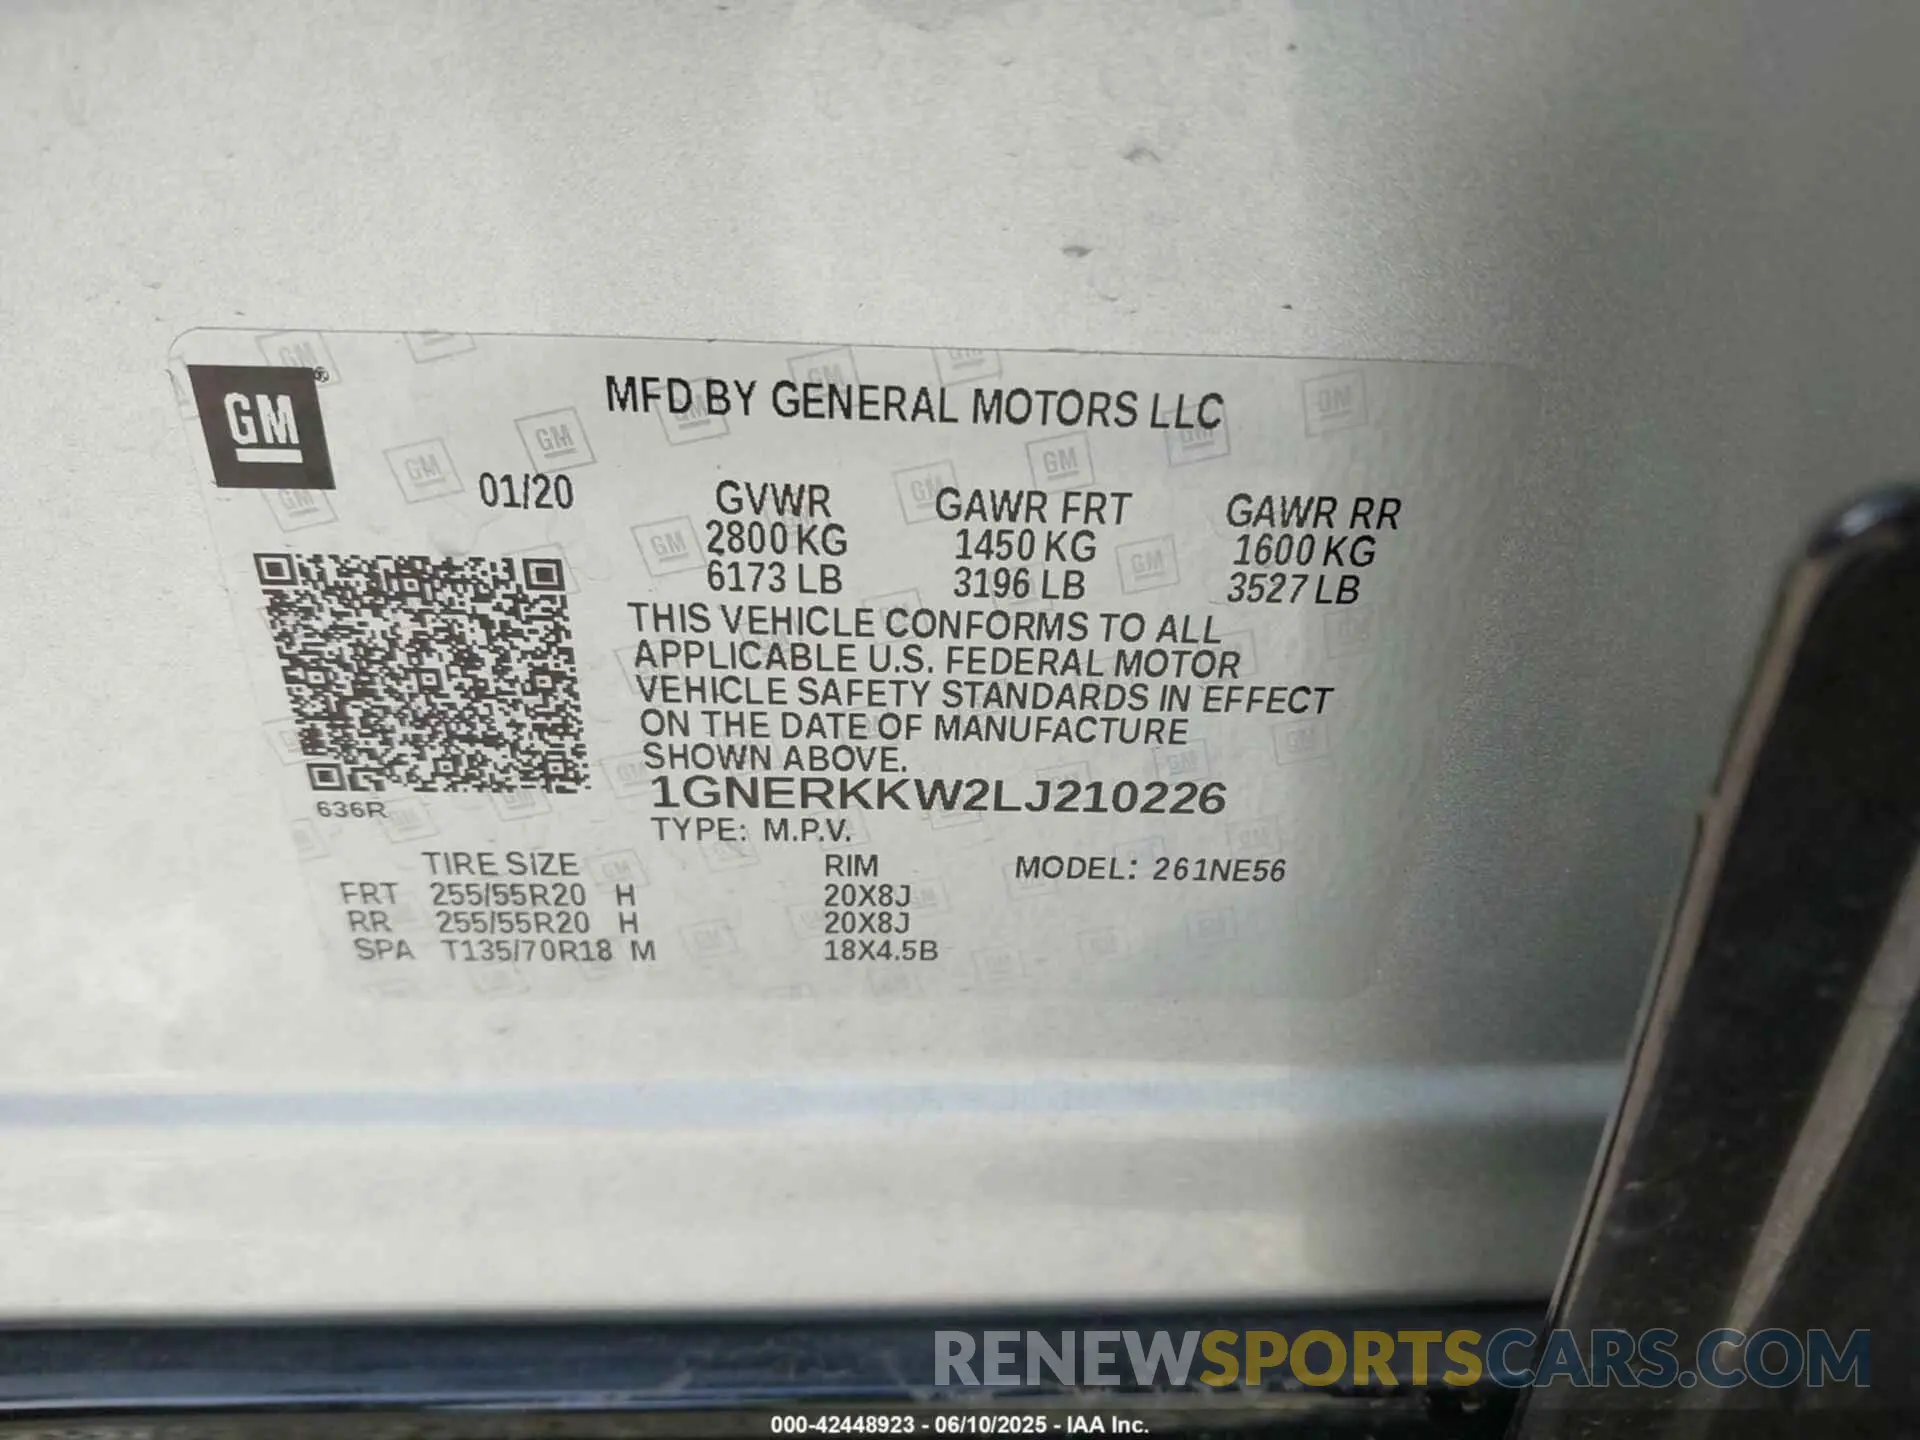 GM
MFD BY GENERAL MOTORS LLC
01/20
GVWR GAWR FRT GAWR RR
2800 KG 1450 KG 1600 KG
6173 LB 3196 LB 3527 LB
THIS VEHICLE CONFORMS TO ALL
APPLICABLE U.S. FEDERAL MOTOR
VEHICLE SAFETY STANDARDS IN EFFECT
ON THE DATE OF MANUFACTURE
SHOWN ABOVE.
636R
1GNERKKW2LJ210226
TYPE: M.P.V.
TIRE SIZE RIM MODEL: 261NE56
FRT 255/55R20 H 20X8J
RR 255/55R20 H 20X8J
SPA T135/70R18 M 18X4.5B
RENEWSPORTSCARS.COM
000-42448923 - 06/10/2025 - IAA Inc.